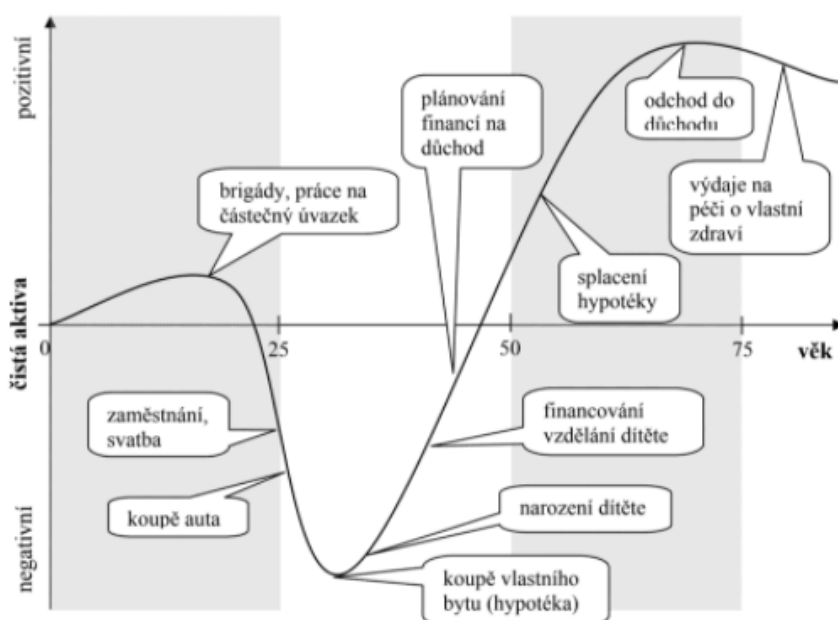 pozitivní
plánování
financí na
důchod
odchod do
důchodu
brigády, práce na
částečný úvazek
výdaje na
péči o vlastní
zdraví
splacení
hypotéky
čistá aktiva
0
25
50
75
věk
zaměstnání,
svatba
financování
vzdělání dítěte
koupě auta
narození dítěte
negativní
koupě vlastního
bytu (hypotéka)